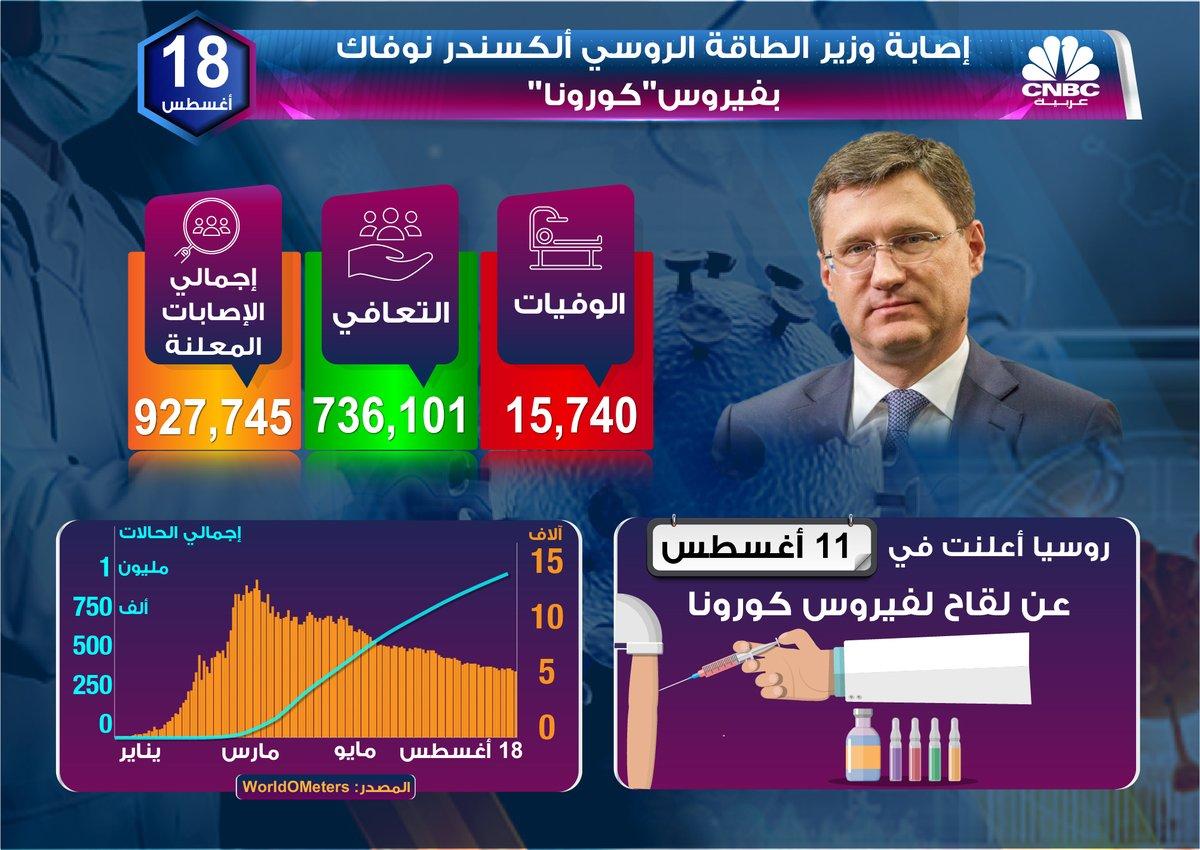 إصابة وزير الطاقة الروسي ألكسندر نوفاك
بفيروس"كورونا"
CNBC
عربية
18
أغسطس
الوفيات
15,740
التعافي
736,101
إجمالي
الإصابات
المعلنة
927,745
روسيا أعلنت في 11 أغسطس
عن لقاح لفيروس كورونا
إجمالي الحالات
1 مليون
750 ألف
500
250
0
آلاف
15
10
5
0
يناير
مارس
مايو
18 أغسطس
المصدر: WorldOMeters